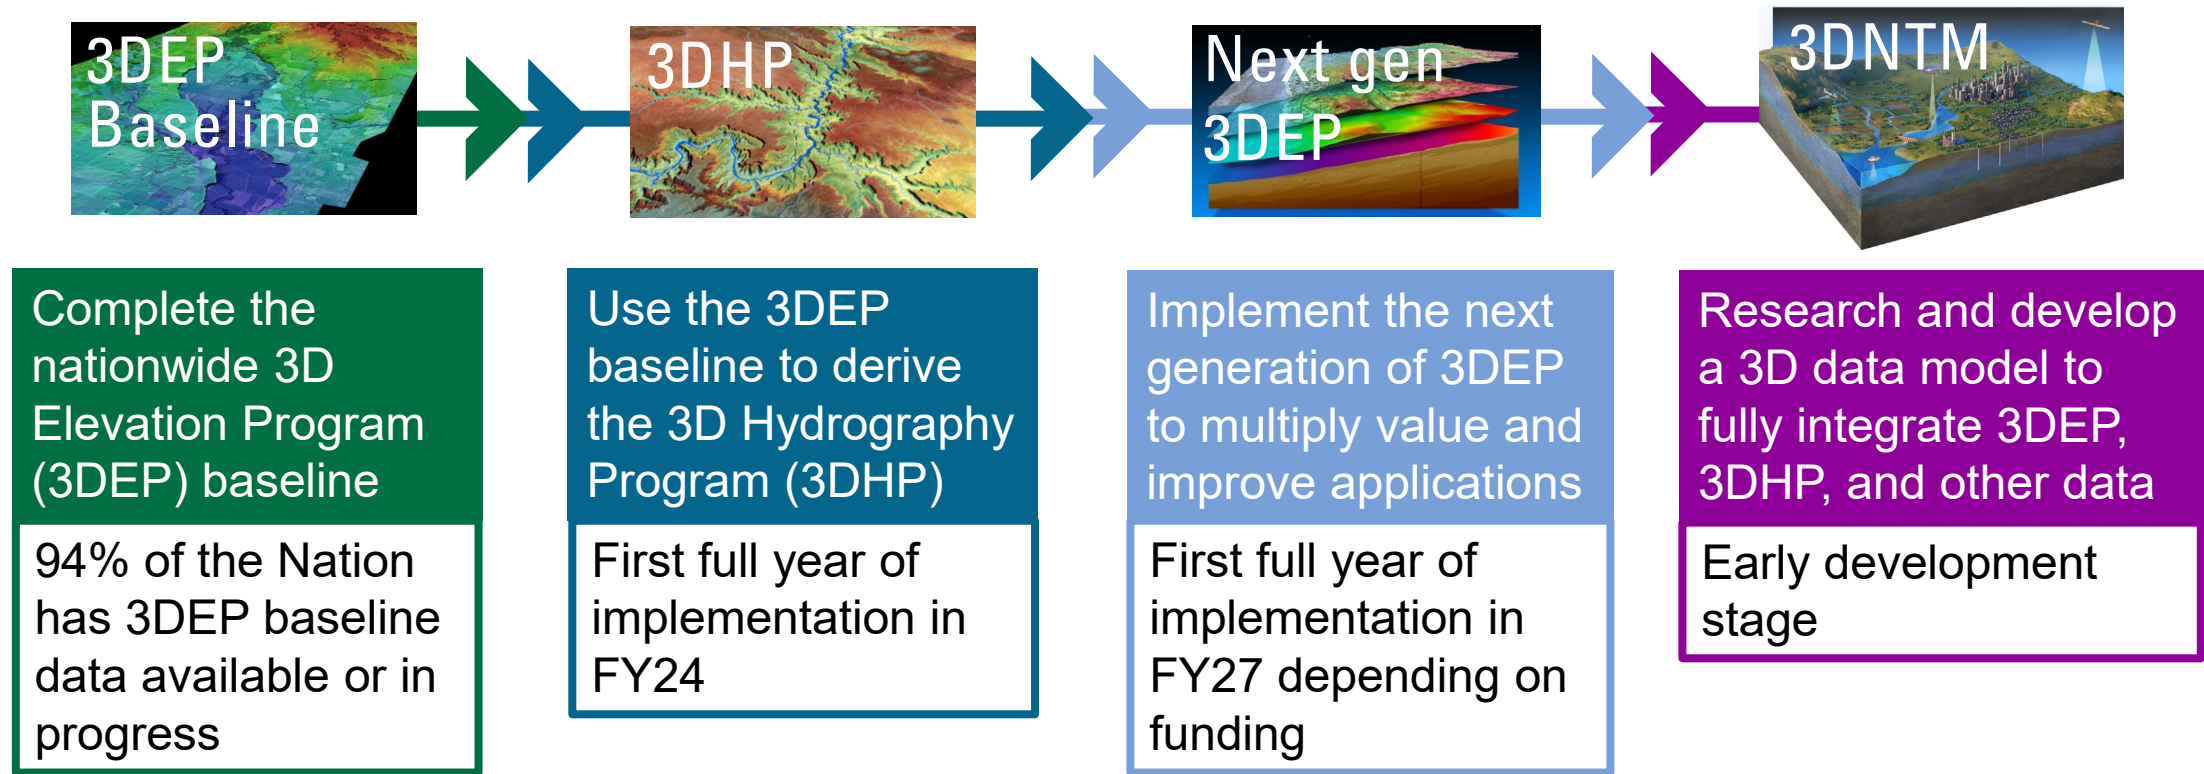 3DEP
Baseline
3DHP
Next gen
3DEP
3DNTM
Complete the
nationwide 3D
Elevation Program
(3DEP) baseline
94% of the Nation
has 3DEP baseline
data available or in
progress
Use the 3DEP
baseline to derive
the 3D Hydrography
Program (3DHP)
First full year of
implementation in
FY24
Implement the next
generation of 3DEP
to multiply value and
improve applications
First full year of
implementation in
FY27 depending on
funding
Research and develop
a 3D data model to
fully integrate 3DEP,
3DHP, and other data
Early development
stage